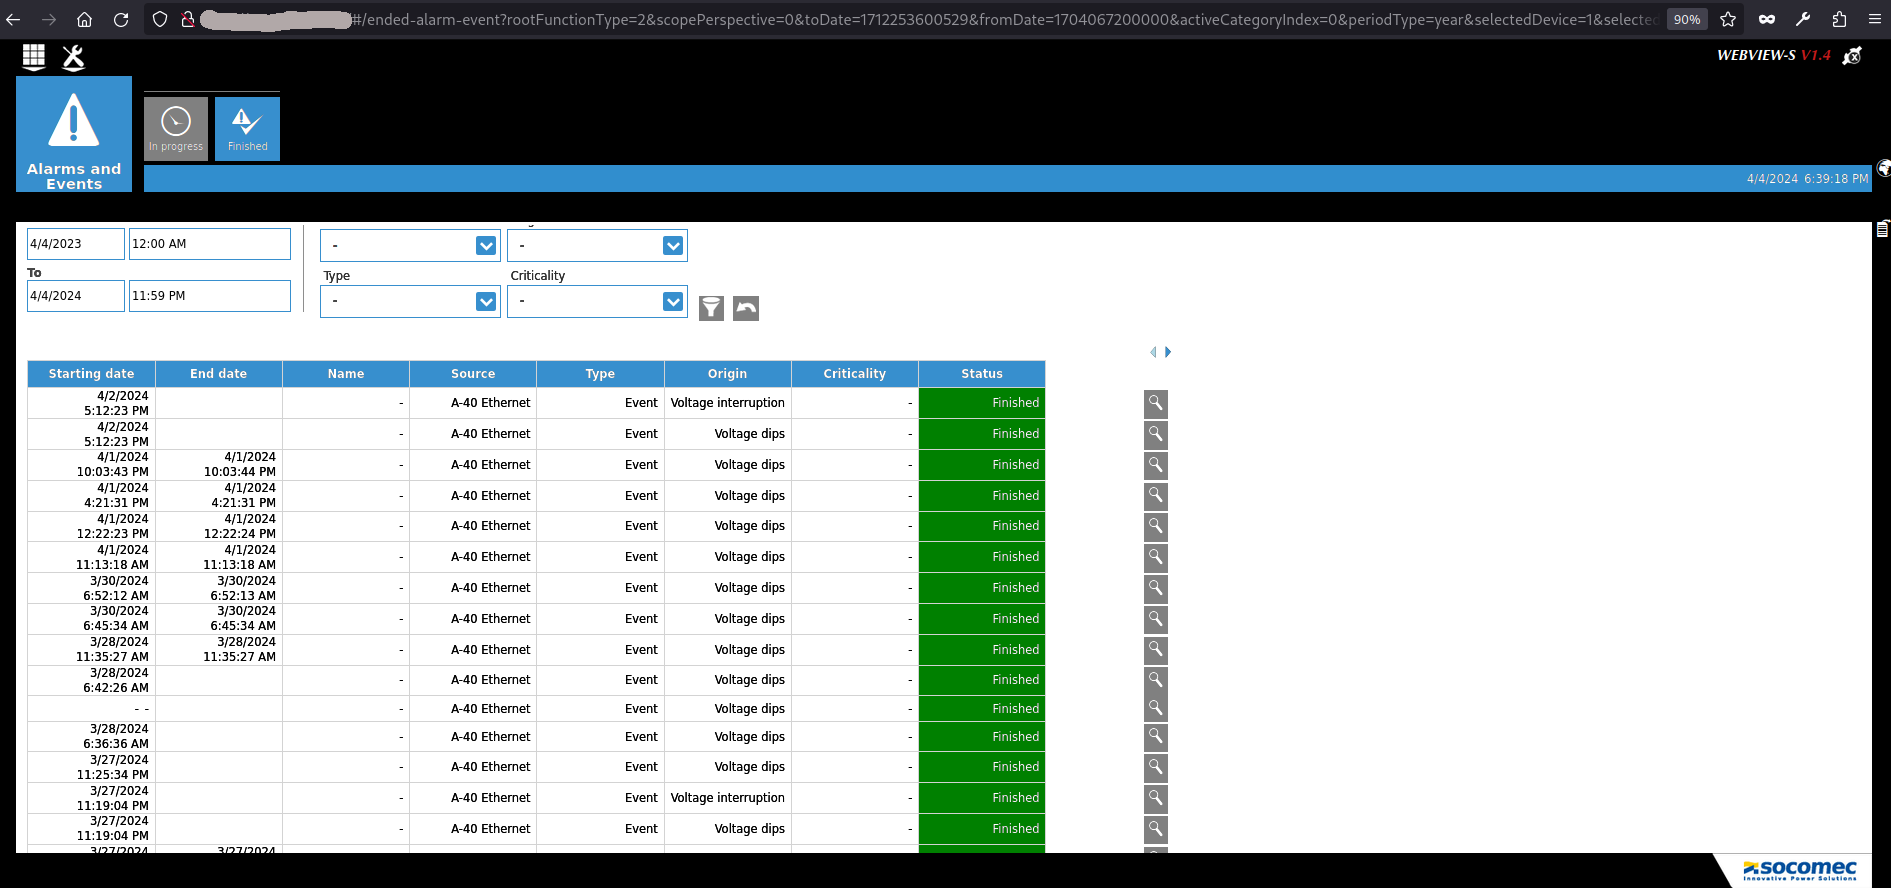 #/ended-alarm-event?rootFunctionType=2&scopePerspective=0&toDate=1712253600529&fromDate=1704067200000&activeCategoryIndex=0&periodType=year&selectedDevice=1&selected
90%
WEBVIEW-S V1.4
In progress
Finished
Alarms and
Events
4/4/2024 6:39:18 PM
4/4/2023 12:00 AM - -
To
Type Criticality
4/4/2024 11:59 PM - -
Starting date End date Name Source Type Origin Criticality Status
4/2/2024
5:12:23 PM - A-40 Ethernet Event Voltage interruption - Finished
4/2/2024
5:12:23 PM - A-40 Ethernet Event Voltage dips - Finished
4/1/2024 4/1/2024
10:03:43 PM 10:03:44 PM - A-40 Ethernet Event Voltage dips - Finished
4/1/2024 4/1/2024
4:21:31 PM 4:21:31 PM - A-40 Ethernet Event Voltage dips - Finished
4/1/2024 4/1/2024
12:22:23 PM 12:22:24 PM - A-40 Ethernet Event Voltage dips - Finished
4/1/2024 4/1/2024
11:13:18 AM 11:13:18 AM - A-40 Ethernet Event Voltage dips - Finished
3/30/2024 3/30/2024
6:52:12 AM 6:52:13 AM - A-40 Ethernet Event Voltage dips - Finished
3/30/2024 3/30/2024
6:45:34 AM 6:45:34 AM - A-40 Ethernet Event Voltage dips - Finished
3/28/2024 3/28/2024
11:35:27 AM 11:35:27 AM - A-40 Ethernet Event Voltage dips - Finished
3/28/2024
6:42:26 AM - A-40 Ethernet Event Voltage dips - Finished
- - - A-40 Ethernet Event Voltage dips - Finished
3/28/2024
6:36:36 AM - A-40 Ethernet Event Voltage dips - Finished
3/27/2024
11:25:34 PM - A-40 Ethernet Event Voltage dips - Finished
3/27/2024
11:19:04 PM - A-40 Ethernet Event Voltage interruption - Finished
3/27/2024
11:19:04 PM - A-40 Ethernet Event Voltage dips - Finished
3/27/2024 3/27/2024
socomec
Innovative Power Solutions